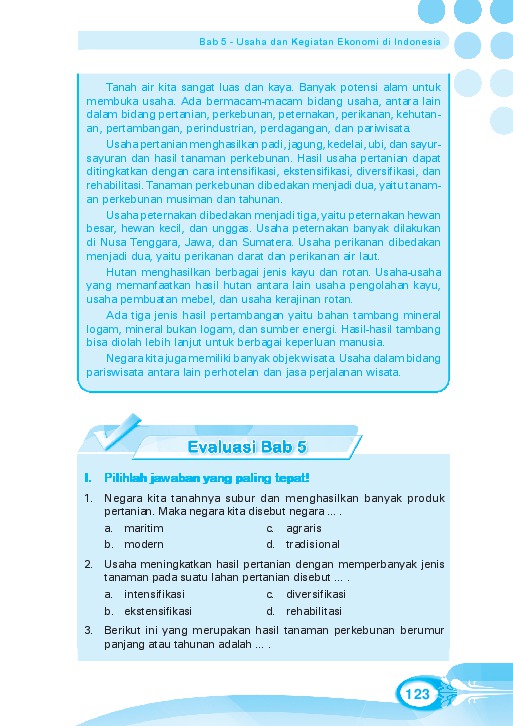 Bab 5 - Usaha dan Kegiatan Ekonomi di Indonesia
Tanah air kita sangat luas dan kaya. Banyak potensi alam untuk
membuka usaha. Ada bermacam-macam bidang usaha, antara lain
dalam bidang pertanian, perkebunan, peternakan, perikanan, kehutan-
an, pertambangan, perindustrian, perdagangan, dan pariwisata.
Usaha pertanian menghasilkan padi, jagung, kedelai, ubi, dan sayur-
sayuran dan hasil tanaman perkebunan. Hasil usaha pertanian dapat
ditingkatkan dengan cara intensifikasi, ekstensifikasi, diversifikasi, dan
rehabilitasi. Tanaman perkebunan dibedakan menjadi dua, yaitu tanam-
an perkebunan musiman dan tahunan.
Usaha peternakan dibedakan menjadi tiga, yaitu peternakan hewan
besar, hewan kecil, dan unggas. Usaha peternakan banyak dilakukan
di Nusa Tenggara, Jawa, dan Sumatera. Usaha perikanan dibedakan
menjadi dua, yaitu perikanan darat dan perikanan air laut.
Hutan menghasilkan berbagai jenis kayu dan rotan. Usaha-usaha
yang memanfaatkan hasil hutan antara lain usaha pengolahan kayu,
usaha pembuatan mebel, dan usaha kerajinan rotan.
Ada tiga jenis hasil pertambangan yaitu bahan tambang mineral
logam, mineral bukan logam, dan sumber energi. Hasil-hasil tambang
bisa diolah lebih lanjut untuk berbagai keperluan manusia.
Negara kita juga memiliki banyak objek wisata. Usaha dalam bidang
pariswisata antara lain perhotelan dan jasa perjalanan wisata.
Evaluasi Bab 5
I. Pilihlah jawaban yang paling tepat!
1. Negara kita tanahnya subur dan menghasilkan banyak produk
pertanian. Maka negara kita disebut negara ... .
a. maritim c. agraris
b. modern d. tradisional
2. Usaha meningkatkan hasil pertanian dengan memperbanyak jenis
tanaman pada suatu lahan pertanian disebut ... .
a. intensifikasi c. diversifikasi
b. ekstensifikasi d. rehabilitasi
3. Berikut ini yang merupakan hasil tanaman perkebunan berumur
panjang atau tahunan adalah ... .
123